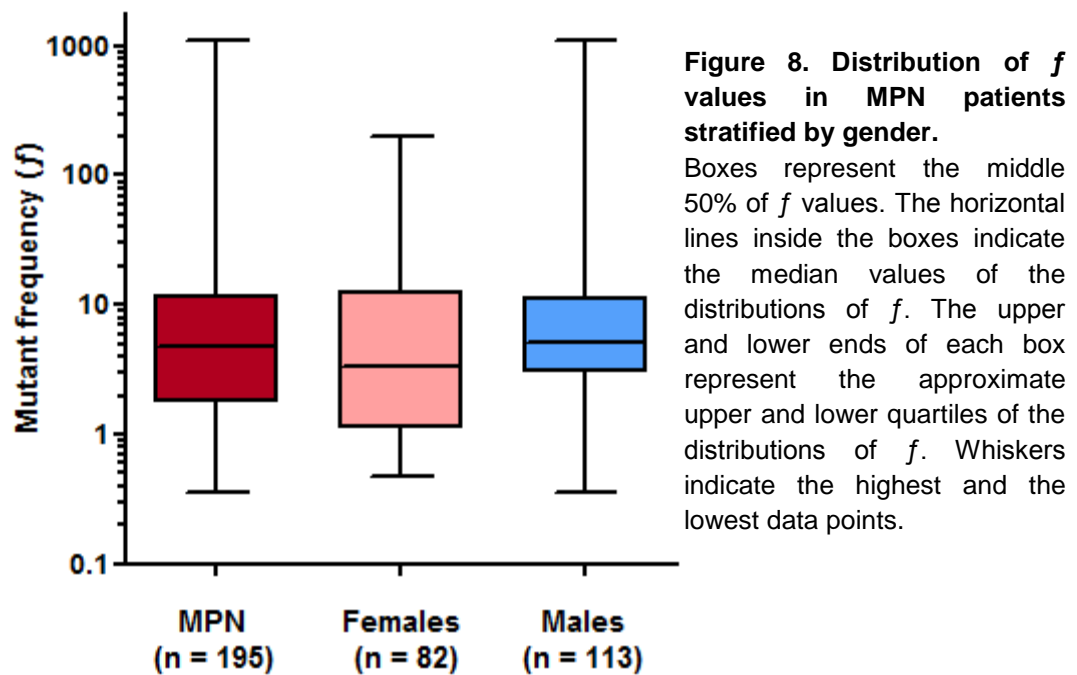 1000
100
10
1
0.1
Mutant frequency (ƒ)
MPN
(n = 195)
Females
(n = 82)
Males
(n = 113)
Figure 8. Distribution of ƒ
values in MPN patients
stratified by gender.
Boxes represent the middle
50% of ƒ values. The horizontal
lines inside the boxes indicate
the median values of the
distributions of ƒ. The upper
and lower ends of each box
represent the approximate
upper and lower quartiles of the
distributions of ƒ. Whiskers
indicate the highest and the
lowest data points.